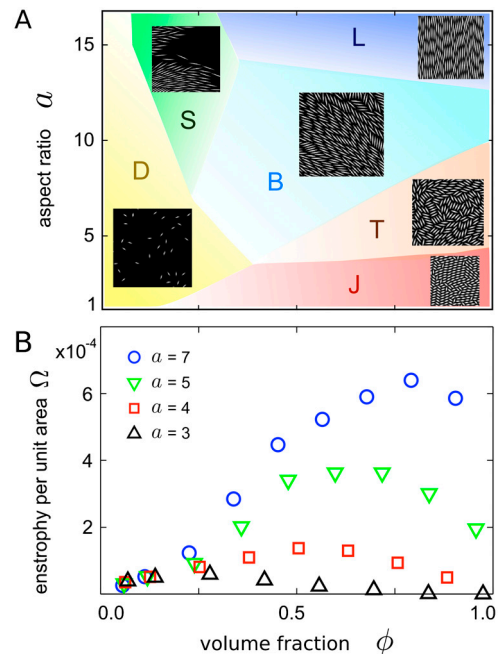 A
15
10
5
1
aspect ratio a
L
S
D
B
T
J
B
x10⁻⁴
6
4
2
enstrophy per unit area Ω
a = 7
a = 5
a = 4
a = 3
0.0 0.5 1.0
volume fraction ϕ